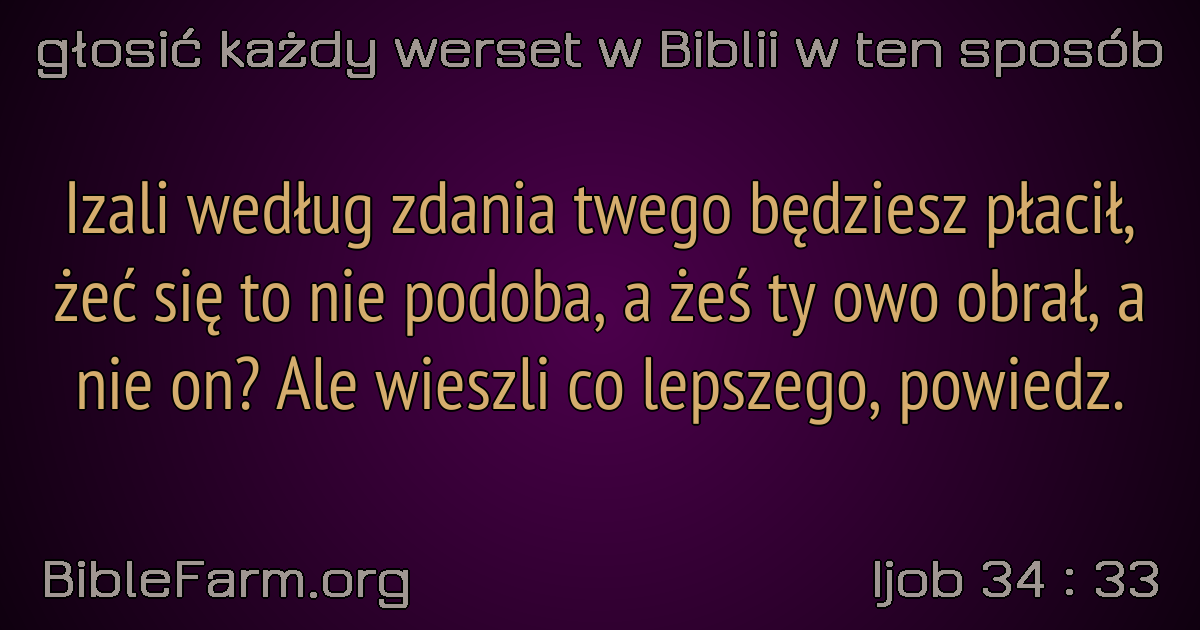 głosić każdy werset w Biblii w ten sposób
Izali według zdania twego będziesz płacił,
żeć się to nie podoba, a żeś ty owo obrał, a
nie on? Ale wieszli co lepszego, powiedz.
BibleFarm.org
Ijob 34 : 33